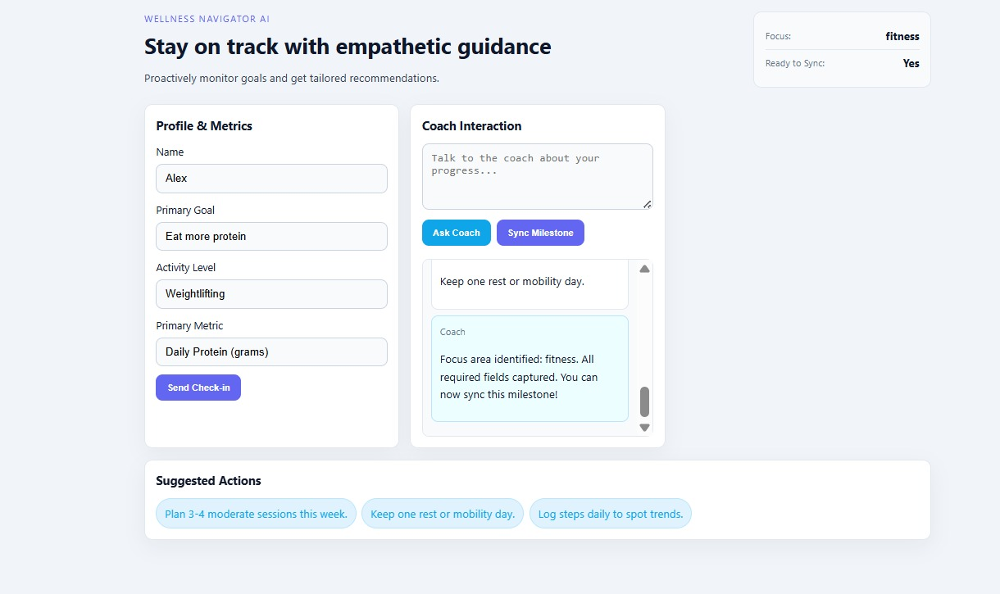 WELLNESS NAVIGATOR AI
Stay on track with empathetic guidance
Proactively monitor goals and get tailored recommendations.
Focus: fitness
Ready to Sync: Yes
Profile & Metrics
Name
Alex
Primary Goal
Eat more protein
Activity Level
Weightlifting
Primary Metric
Daily Protein (grams)
Send Check-in
Coach Interaction
Talk to the coach about your
progress...
Ask Coach Sync Milestone
Keep one rest or mobility day.
Coach
Focus area identified: fitness. All
required fields captured. You can
now sync this milestone!
Suggested Actions
Plan 3-4 moderate sessions this week. Keep one rest or mobility day. Log steps daily to spot trends.